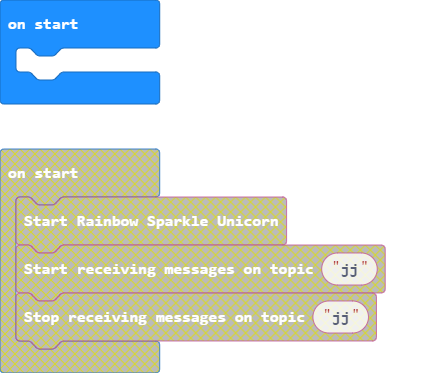 on start
on start
Start Rainbow Sparkle Unicorn
Start receiving messages on topic "jj"
Stop receiving messages on topic "jj"